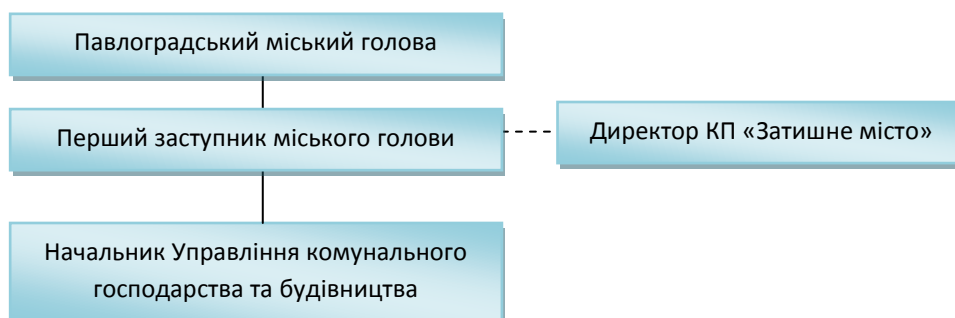 Павлоградський міський голова
Перший заступник міського голови
Директор КП «Затишне місто»
Начальник Управління комунального
господарства та будівництва